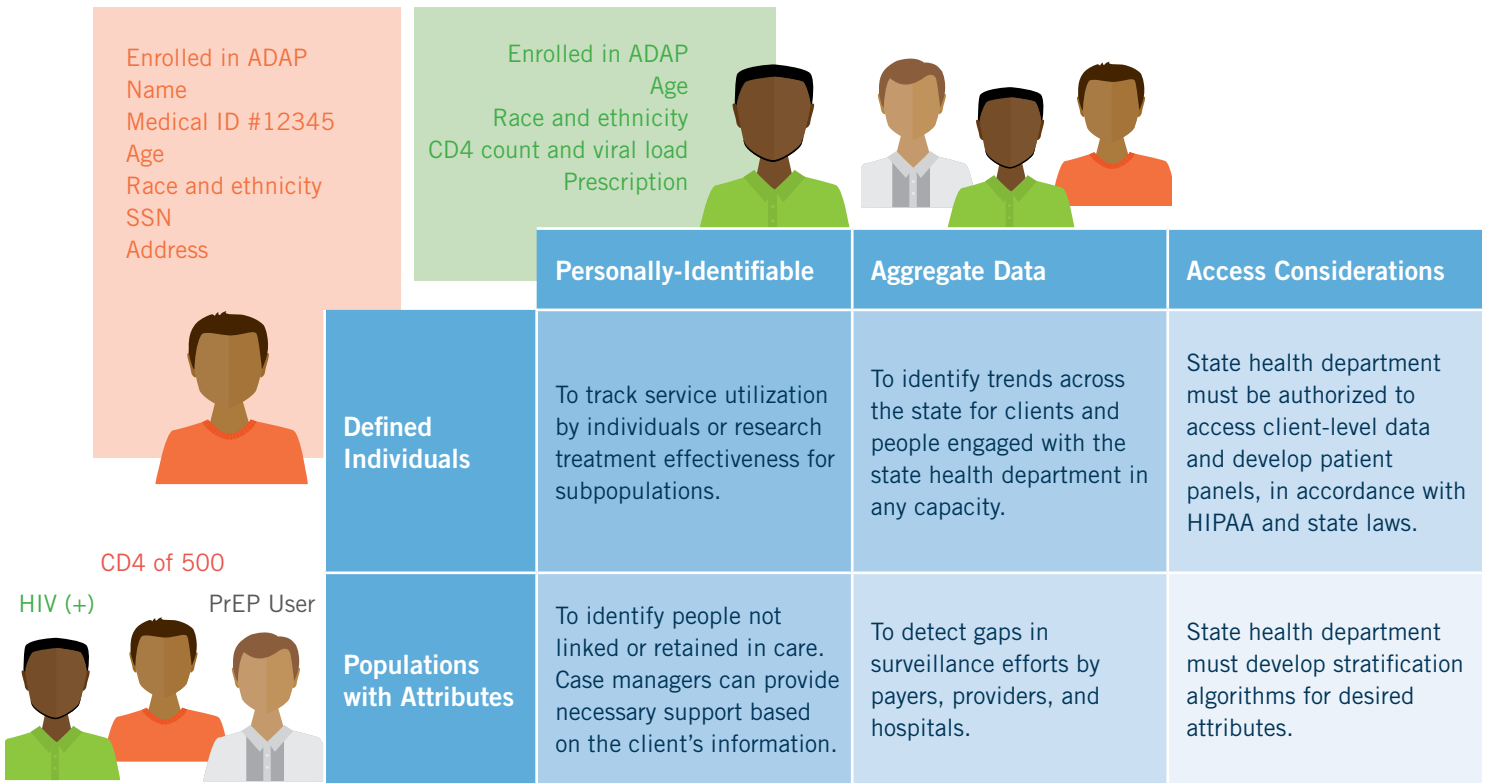 Enrolled in ADAP
Name
Medical ID #12345
Age
Race and ethnicity
SSN
Address
Enrolled in ADAP
Age
Race and ethnicity
CD4 count and viral load
Prescription
Personally-Identifiable
Aggregate Data
Access Considerations
Defined
Individuals
To track service utilization
by individuals or research
treatment effectiveness for
subpopulations.
To identify trends across
the state for clients and
people engaged with the
state health department in
any capacity.
State health department
must be authorized to
access client-level data
and develop patient
panels, in accordance with
HIPAA and state laws.
CD4 of 500
HIV (+)
PrEP User
Populations
with Attributes
To identify people not
linked or retained in care.
Case managers can provide
necessary support based
on the client’s information.
To detect gaps in
surveillance efforts by
payers, providers, and
hospitals.
State health department
must develop stratification
algorithms for desired
attributes.